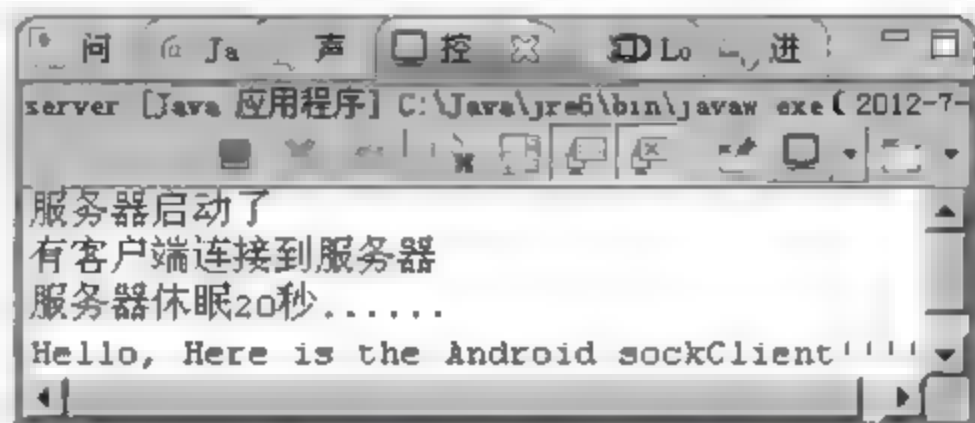 问 @ Ja 声 控 Lo 进
server [Java 应用程序] C:\Java\jre6\bin\javaw exe( 2012-7-
服务器启动了
有客户端连接到服务器
服务器休眠20秒......
Hello, Here is the Android sockClient''''